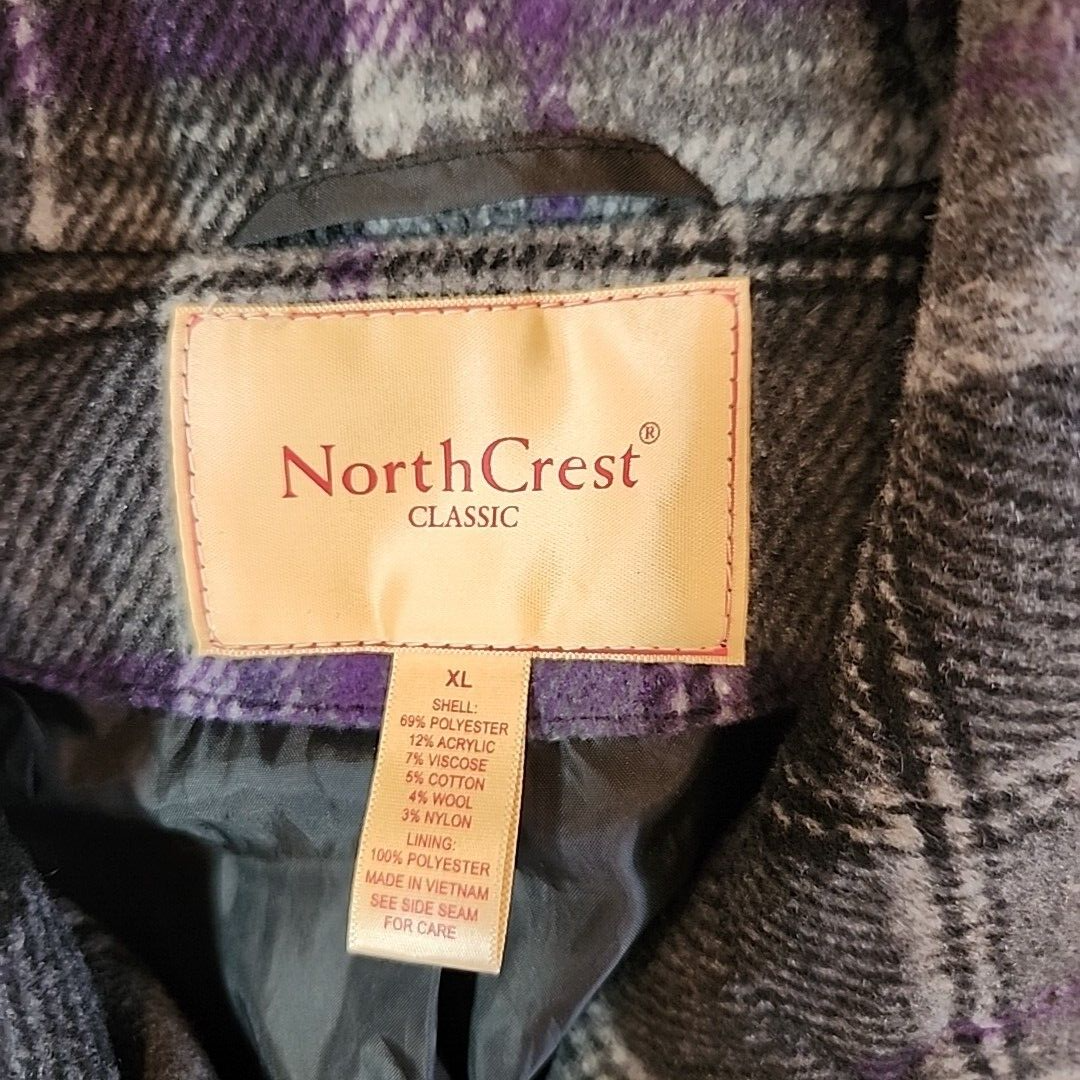 NorthCrest®
CLASSIC
XL
SHELL:
69% POLYESTER
12% ACRYLIC
7% VISCOSE
5% COTTON
4% WOOL
3% NYLON
LINING:
100% POLYESTER
MADE IN VIETNAM
SEE SIDE SEAM
FOR CARE